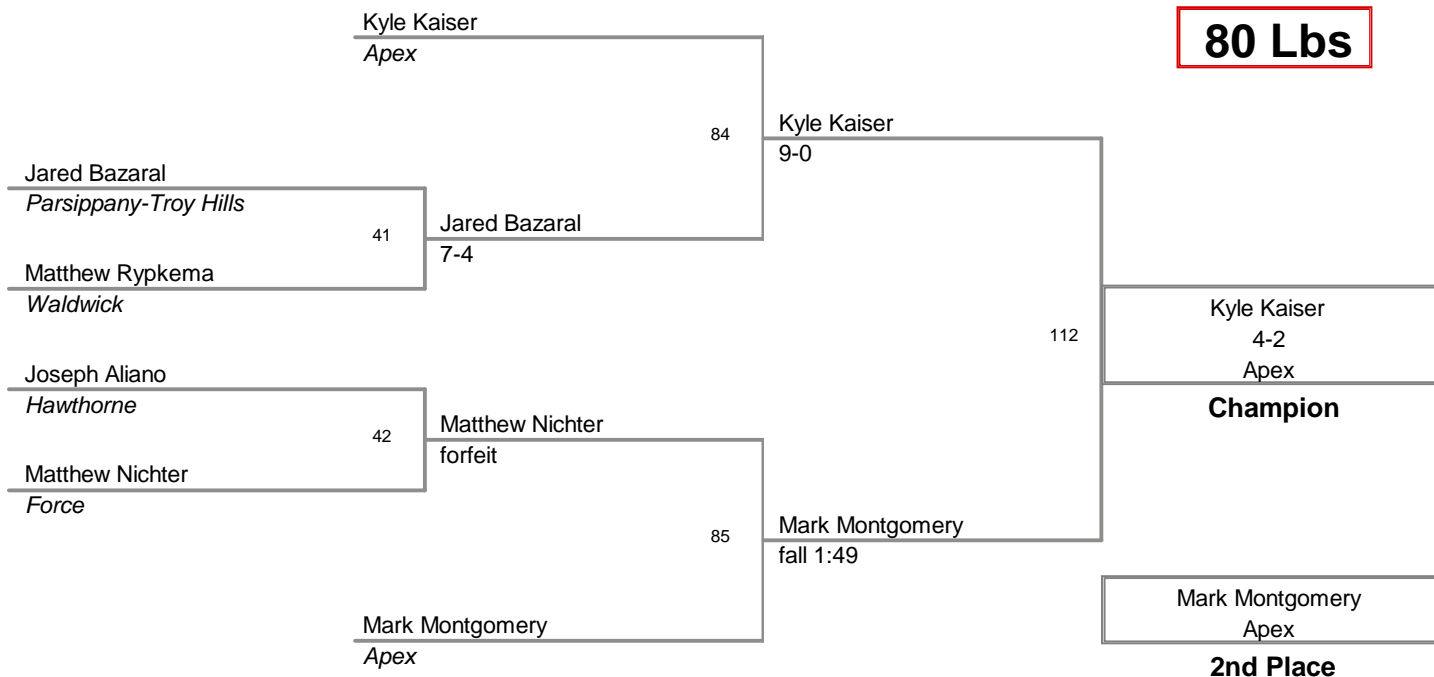 Kyle Kaiser
Apex
80 Lbs
84
Kyle Kaiser
9-0
Jared Bazaral
Parsippany-Troy Hills
41
Jared Bazaral
7-4
Matthew Rypkema
Waldwick
112
Kyle Kaiser
4-2
Apex
Champion
Joseph Aliano
Hawthorne
42
Matthew Nichter
forfeit
Matthew Nichter
Force
85
Mark Montgomery
fall 1:49
Mark Montgomery
Apex
Mark Montgomery
Apex
2nd Place